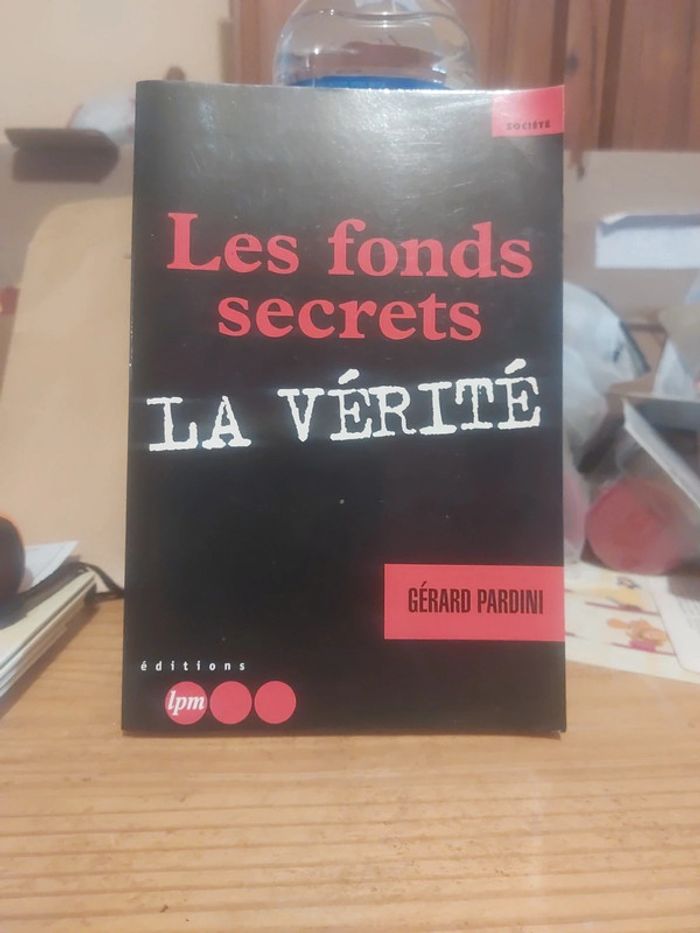 SOCIÉTÉ
Les fonds
secrets
LA VÉRITÉ
GÉRARD PARDINI
éditions
lpm